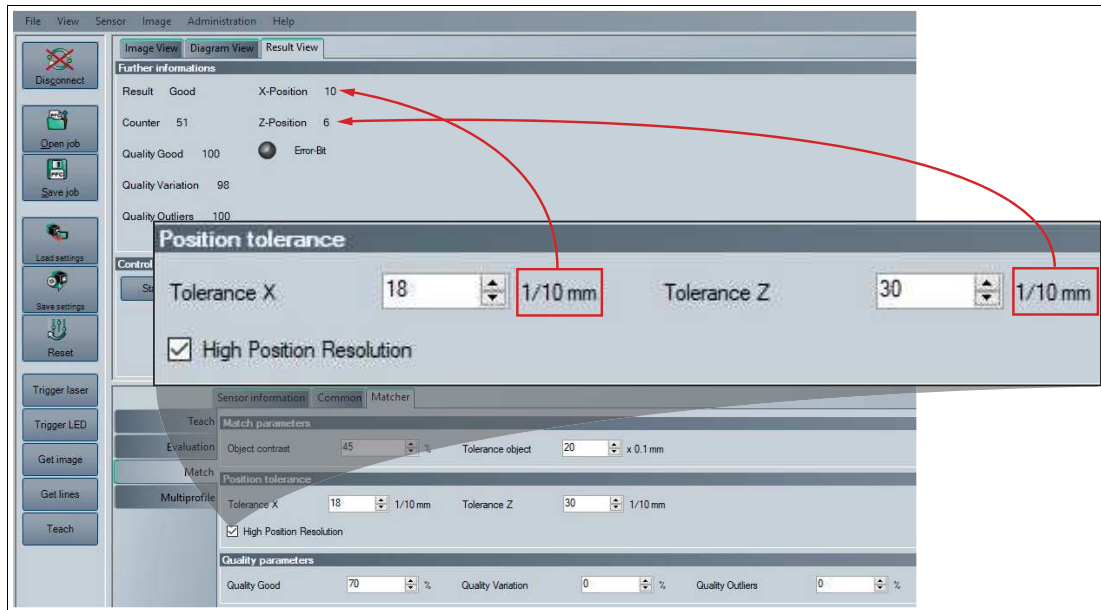 File View Sensor Image Administration Help
Disconnect
Open job
Save job
Load settings
Save settings
Reset
Trigger laser
Trigger LED
Get image
Get lines
Teach
Image View Diagram View Result View
Further informations
Result Good X-Position 10
Counter 51 Z-Position 6
Quality Good 100 Error-Bit
Quality Variation 98
Quality Outliers 100
Control
Position tolerance
Tolerance X 18 1/10 mm Tolerance Z 30 1/10 mm
High Position Resolution
Sensor information Common Matcher
Teach
Evaluation
Match
Multiprofile
Match parameters
Object contrast 45 % Tolerance object 20 x 0.1 mm
Position tolerance
Tolerance X 18 1/10 mm Tolerance Z 30 1/10 mm
High Position Resolution
Quality parameters
Quality Good 70 % Quality Variation 0 % Quality Outliers 0 %